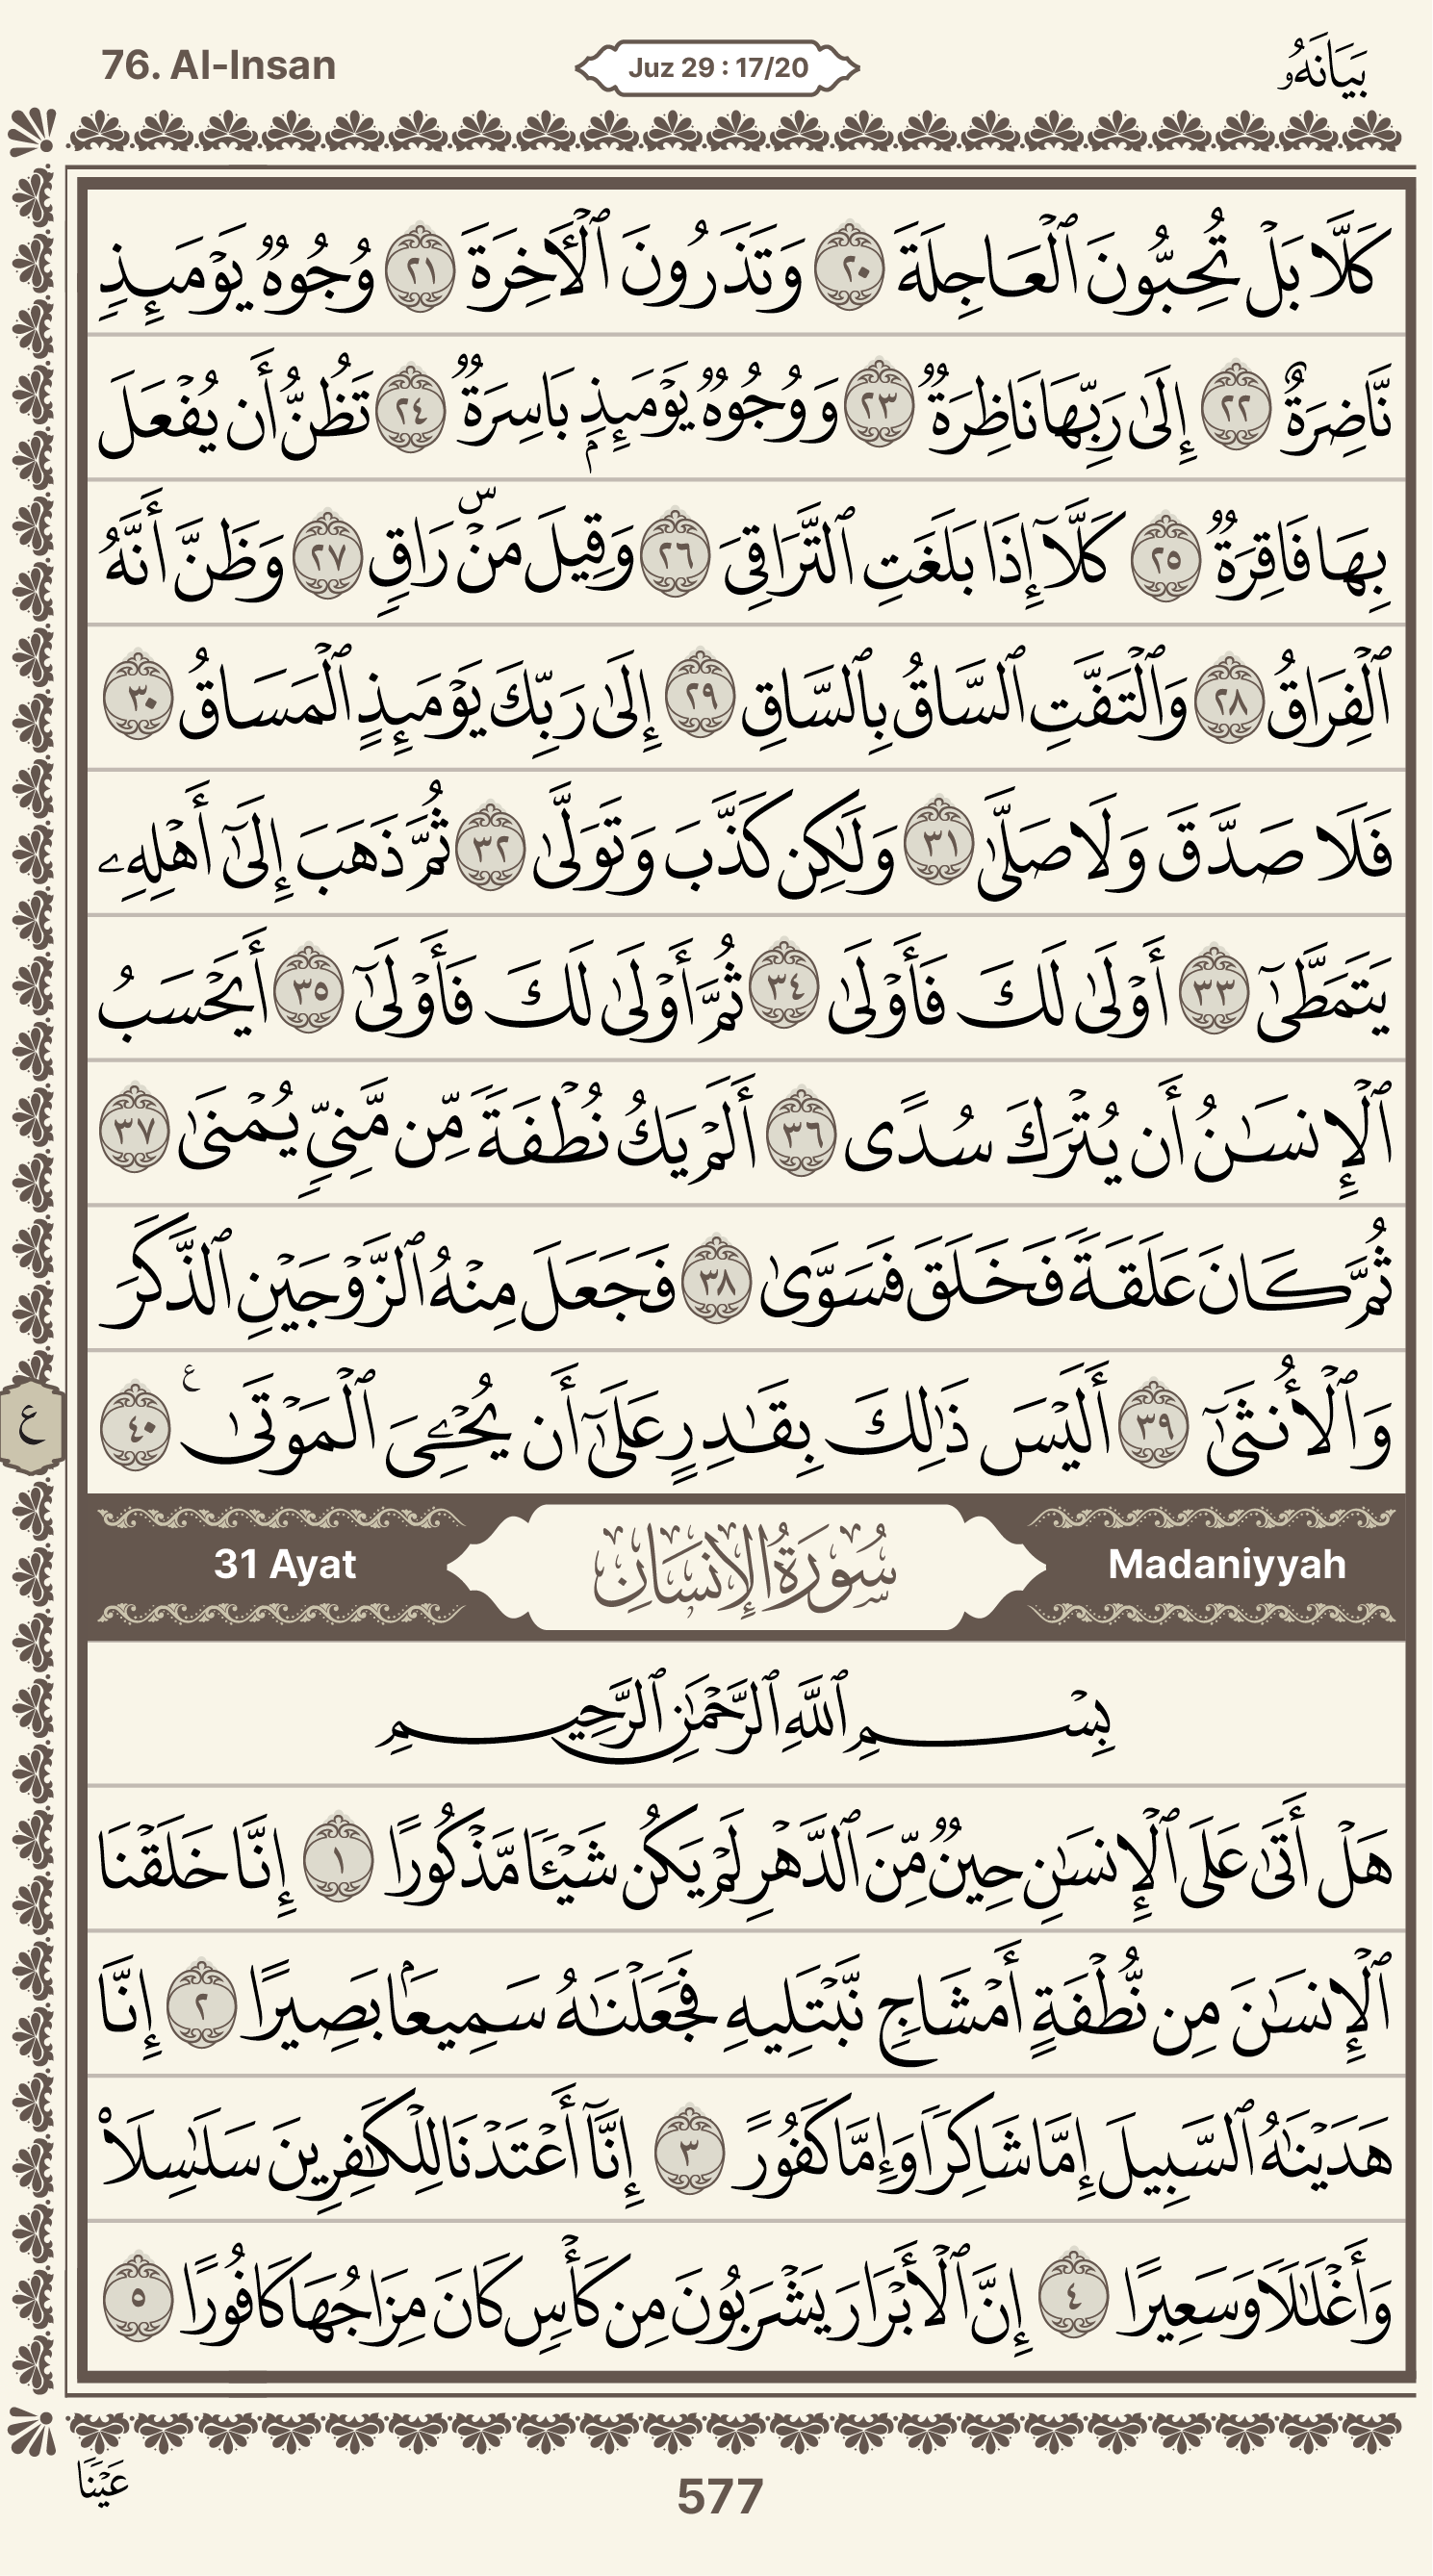 76. Al-Insan
Juz 29 : 17/20
بَيَانَهُۥ
كَلَّا بَلْ تُحِبُّونَ ٱلْعَاجِلَةَ ٢٠ وَتَذَرُونَ ٱلْأَخِرَةَ ٢١ وُجُوهٌ يَوْمَئِذٍ
نَّاضِرَةٌ ٢٢ إِلَىٰ رَبِّهَا نَاظِرَةٌ ٢٣ وَوُجُوهٌ يَوْمَئِذِۭ بَاسِرَةٌ ٢٤ تَظُنُّ أَن يُفْعَلَ
بِهَا فَاقِرَةٌ ٢٥ كَلَّآ إِذَا بَلَغَتِ ٱلتَّرَاقِىَ ٢٦ وَقِيلَ مَنْۜ رَاقٍ ٢٧ وَظَنَّ أَنَّهُ
ٱلْفِرَاقُ ٢٨ وَٱلْتَفَّتِ ٱلسَّاقُ بِٱلسَّاقِ ٢٩ إِلَىٰ رَبِّكَ يَوْمَئِذٍ ٱلْمَسَاقُ ٣٠
فَلَا صَدَّقَ وَلَا صَلَّىٰ ٣١ وَلَٰكِن كَذَّبَ وَتَوَلَّىٰ ٣٢ ثُمَّ ذَهَبَ إِلَىٰٓ أَهْلِهِۦ
يَتَمَطَّىٰٓ ٣٣ أَوْلَىٰ لَكَ فَأَوْلَىٰ ٣٤ ثُمَّ أَوْلَىٰ لَكَ فَأَوْلَىٰٓ ٣٥ أَيَحْسَبُ
ٱلْإِنسَٰنُ أَن يُتْرَكَ سُدًى ٣٦ أَلَمْ يَكُ نُطْفَةً مِّن مَّنِىٍّ يُمْنَىٰ ٣٧
ثُمَّ كَانَ عَلَقَةً فَخَلَقَ فَسَوَّىٰ ٣٨ فَجَعَلَ مِنْهُ ٱلزَّوْجَيْنِ ٱلذَّكَرَ
وَٱلْأُنثَىٰٓ ٣٩ أَلَيْسَ ذَٰلِكَ بِقَٰدِرٍ عَلَىٰٓ أَن يُحْـِۧىَ ٱلْمَوْتَىٰ ع ٤٠
ع
31 Ayat
سُورَةُ الإِنسَانِ
Madaniyyah
بِسْمِ ٱللَّهِ ٱلرَّحْمَٰنِ ٱلرَّحِيمِ
هَلْ أَتَىٰ عَلَى ٱلْإِنسَٰنِ حِينٌ مِّنَ ٱلدَّهْرِ لَمْ يَكُن شَيْـًٔا مَّذْكُورًا ١ إِنَّا خَلَقْنَا
ٱلْإِنسَٰنَ مِن نُّطْفَةٍ أَمْشَاجٍ نَّبْتَلِيهِ فَجَعَلْنَٰهُ سَمِيعَۢا بَصِيرًا ٢ إِنَّا
هَدَيْنَٰهُ ٱلسَّبِيلَ إِمَّا شَاكِرًا وَإِمَّا كَفُورً ٣ إِنَّآ أَعْتَدْنَا لِلْكَٰفِرِينَ سَلَٰسِلَا۟
وَأَغْلَٰلًا وَسَعِيرًا ٤ إِنَّ ٱلْأَبْرَارَ يَشْرَبُونَ مِن كَأْسٍ كَانَ مِزَاجُهَا كَافُورًا ٥
عَيْنًا
577